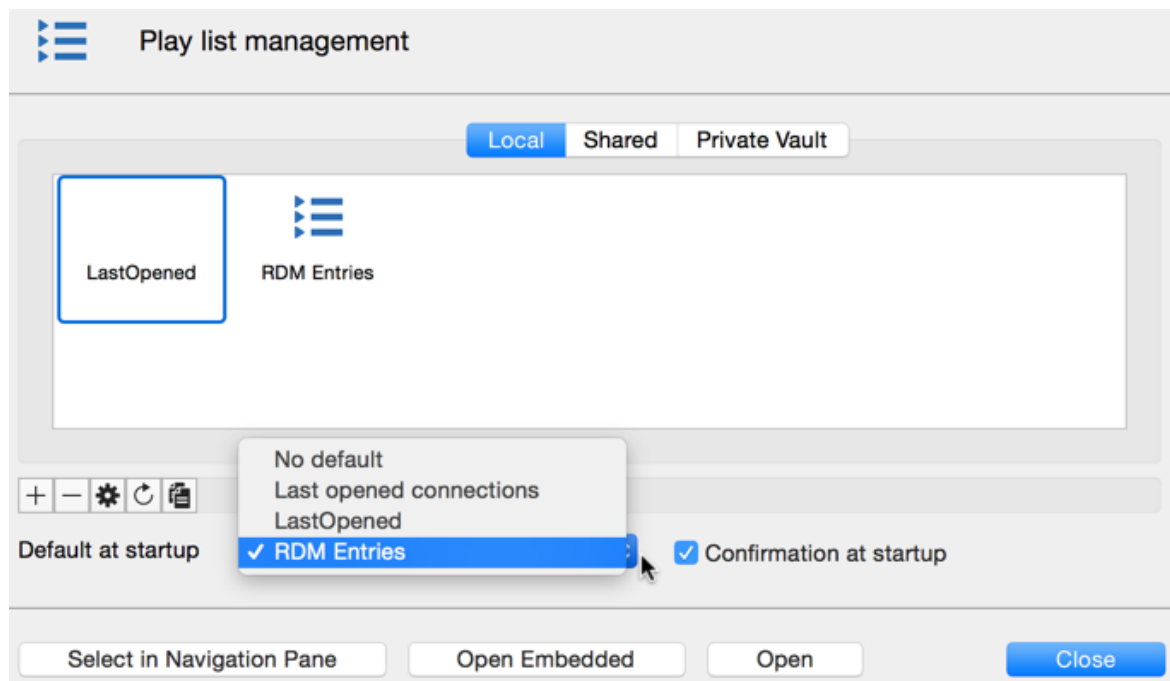 Play list management
Local Shared Private Vault
LastOpened RDM Entries
No default
Last opened connections
LastOpened
Default at startup RDM Entries Confirmation at startup
Select in Navigation Pane Open Embedded Open Close